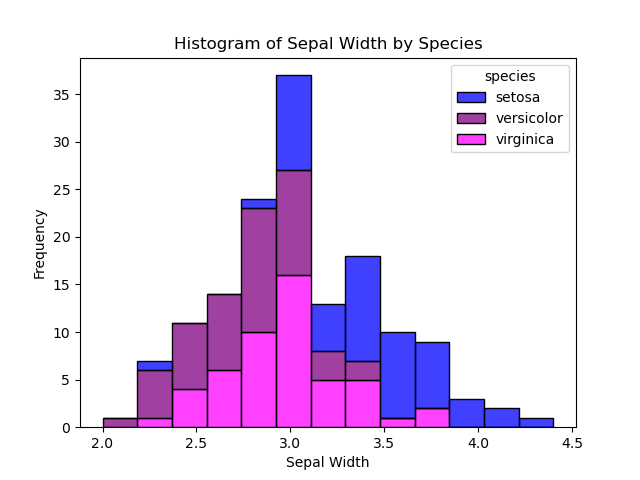 Histogram of Sepal Width by Species
species
setosa
versicolor
virginica
Frequency
35
30
25
20
15
10
5
0
2.0 2.5 3.0 3.5 4.0 4.5
Sepal Width